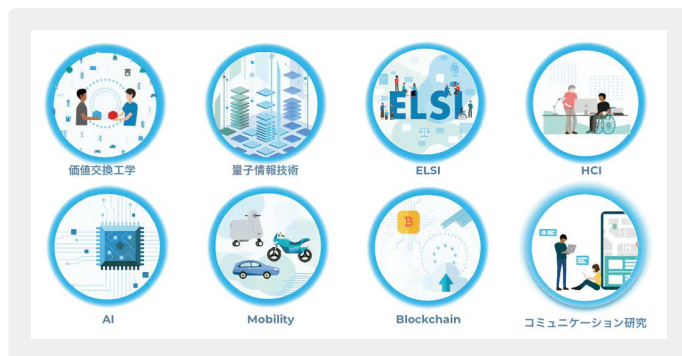 価値交換工学
量子情報技術
ELSI
ELSI
HCI
AI
Mobility
Blockchain
コミュニケーション研究